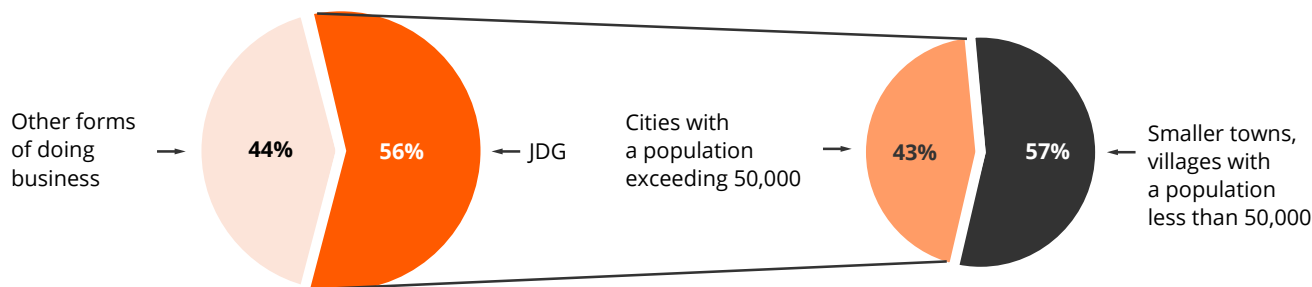 Other forms
of doing
business
44%
56%
JDG
Cities with
a population
exceeding 50,000
43%
57%
Smaller towns,
villages with
a population
less than 50,000